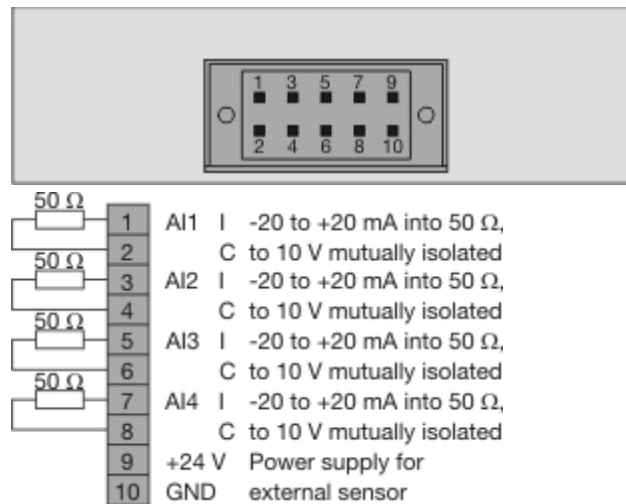 1 3 5 7 9
2 4 6 8 10
50 Ω
1 AI1 I -20 to +20 mA into 50 Ω,
2 C to 10 V mutually isolated
50 Ω
3 AI2 I -20 to +20 mA into 50 Ω,
4 C to 10 V mutually isolated
50 Ω
5 AI3 I -20 to +20 mA into 50 Ω,
6 C to 10 V mutually isolated
50 Ω
7 AI4 I -20 to +20 mA into 50 Ω,
8 C to 10 V mutually isolated
9 +24 V Power supply for
10 GND external sensor